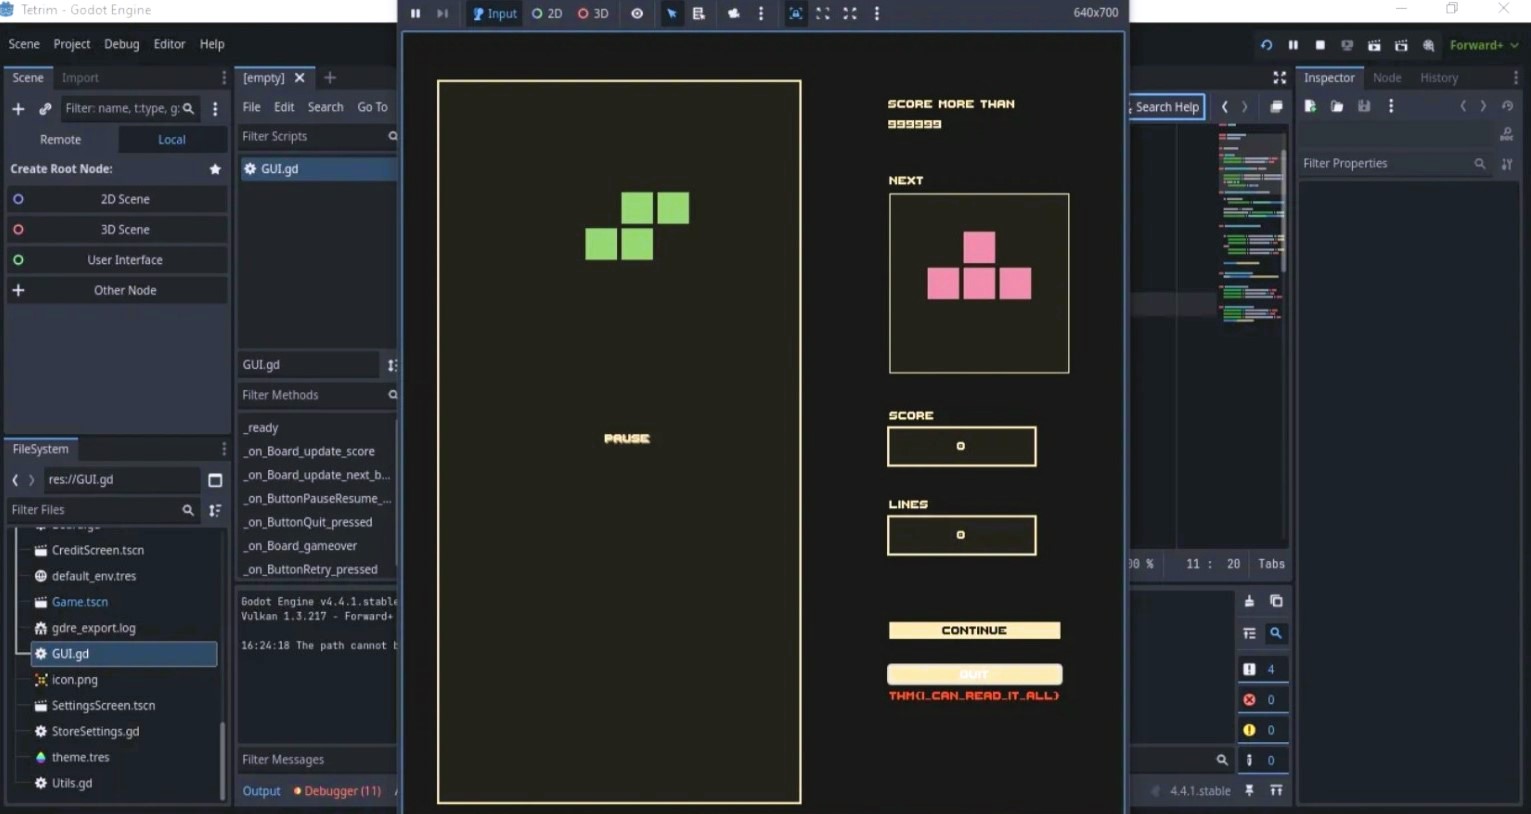 Tetrim - Godot Engine
Input 2D 3D 640x700
Scene Project Debug Editor Help
Forward+
Scene Import
[empty]
Inspector Node History
Filter: name, t:type, g:
File Edit Search Go To
Search Help
Remote Local
Filter Scripts
Create Root Node:
GUI.gd
Filter Properties
2D Scene
3D Scene
User Interface
Other Node
SCORE MORE THAN
999999
NEXT
PAUSE
SCORE
0
LINES
0
CONTINUE
QUIT
THM{I_CAN_READ_IT_ALL}
GUI.gd
Filter Methods
_ready
_on_Board_update_score
_on_Board_update_next_b...
_on_ButtonPauseResume_...
_on_ButtonQuit_pressed
_on_Board_gameover
_on_ButtonRetry_pressed
FileSystem
res://GUI.gd
Filter Files
CreditScreen.tscn
default_env.tres
Game.tscn
gdre_export.log
GUI.gd
icon.png
SettingsScreen.tscn
StoreSettings.gd
theme.tres
Utils.gd
00 % 11 : 20 Tabs
Godot Engine v4.4.1.stable
Vulkan 1.3.217 - Forward+
16:24:18 The path cannot b
4
0
0
0
Filter Messages
Output Debugger (11)
4.4.1.stable